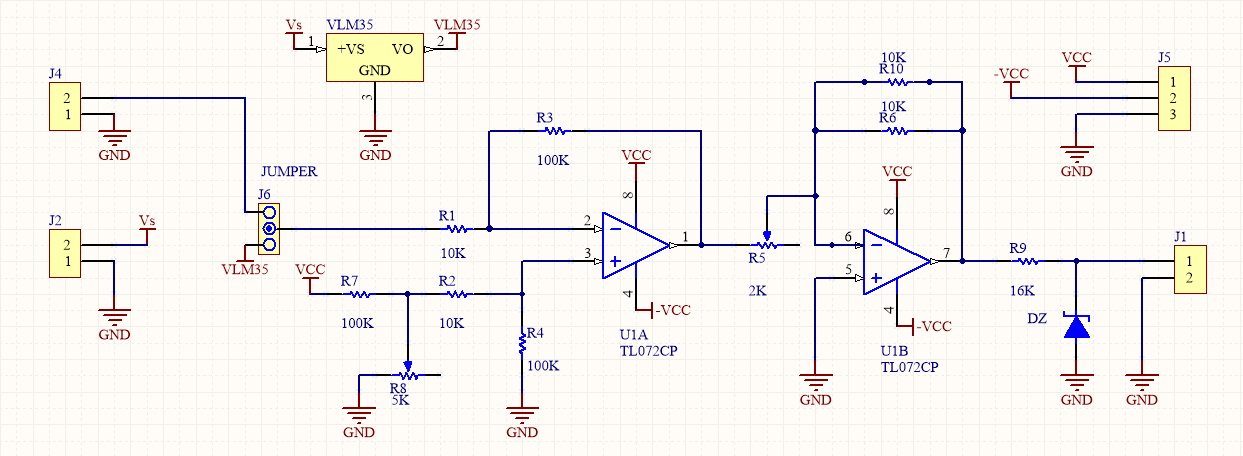 Vs
VLM35
VLM35
1
+VS
VO
2
GND
3
GND
J4
2
1
GND
J2
2
1
Vs
GND
JUMPER
J6
VLM35
R3
100K
R1
10K
VCC
R7
100K
R2
10K
R8
5K
GND
R4
100K
GND
VCC
8
2
3
1
4
-VCC
U1A
TL072CP
R5
2K
10K
R10
10K
R6
VCC
8
6
5
7
4
-VCC
U1B
TL072CP
GND
R9
16K
DZ
GND
GND
J1
1
2
-VCC
VCC
J5
1
2
3
GND